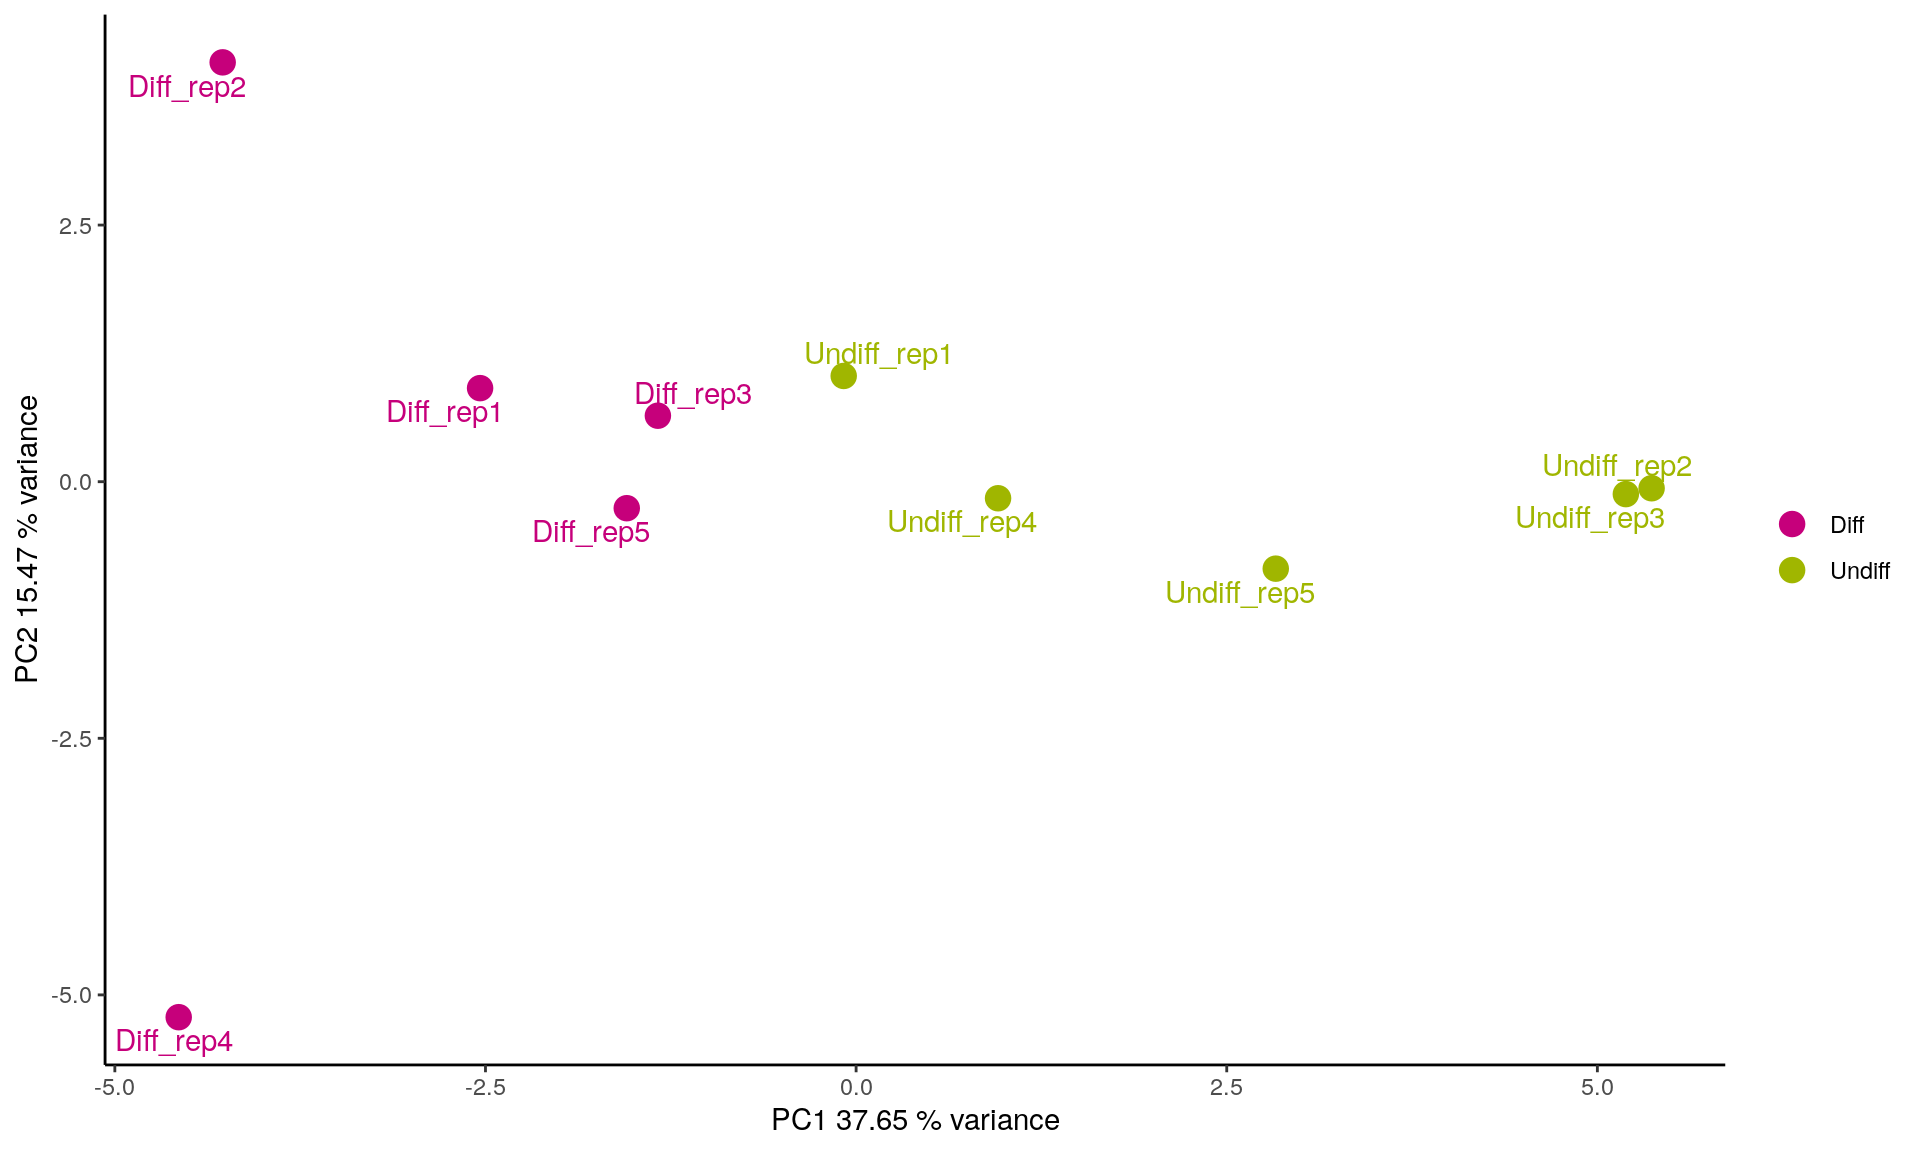 Diff_rep2
2.5
Undiff_rep1
Diff_rep3
Diff_rep1
Undiff_rep2
0.0
Undiff_rep4
Undiff_rep3
Diff_rep5
Diff
Undiff
Undiff_rep5
PC2 15.47 % variance
-2.5
-5.0
Diff_rep4
-5.0
-2.5
0.0
2.5
5.0
PC1 37.65 % variance